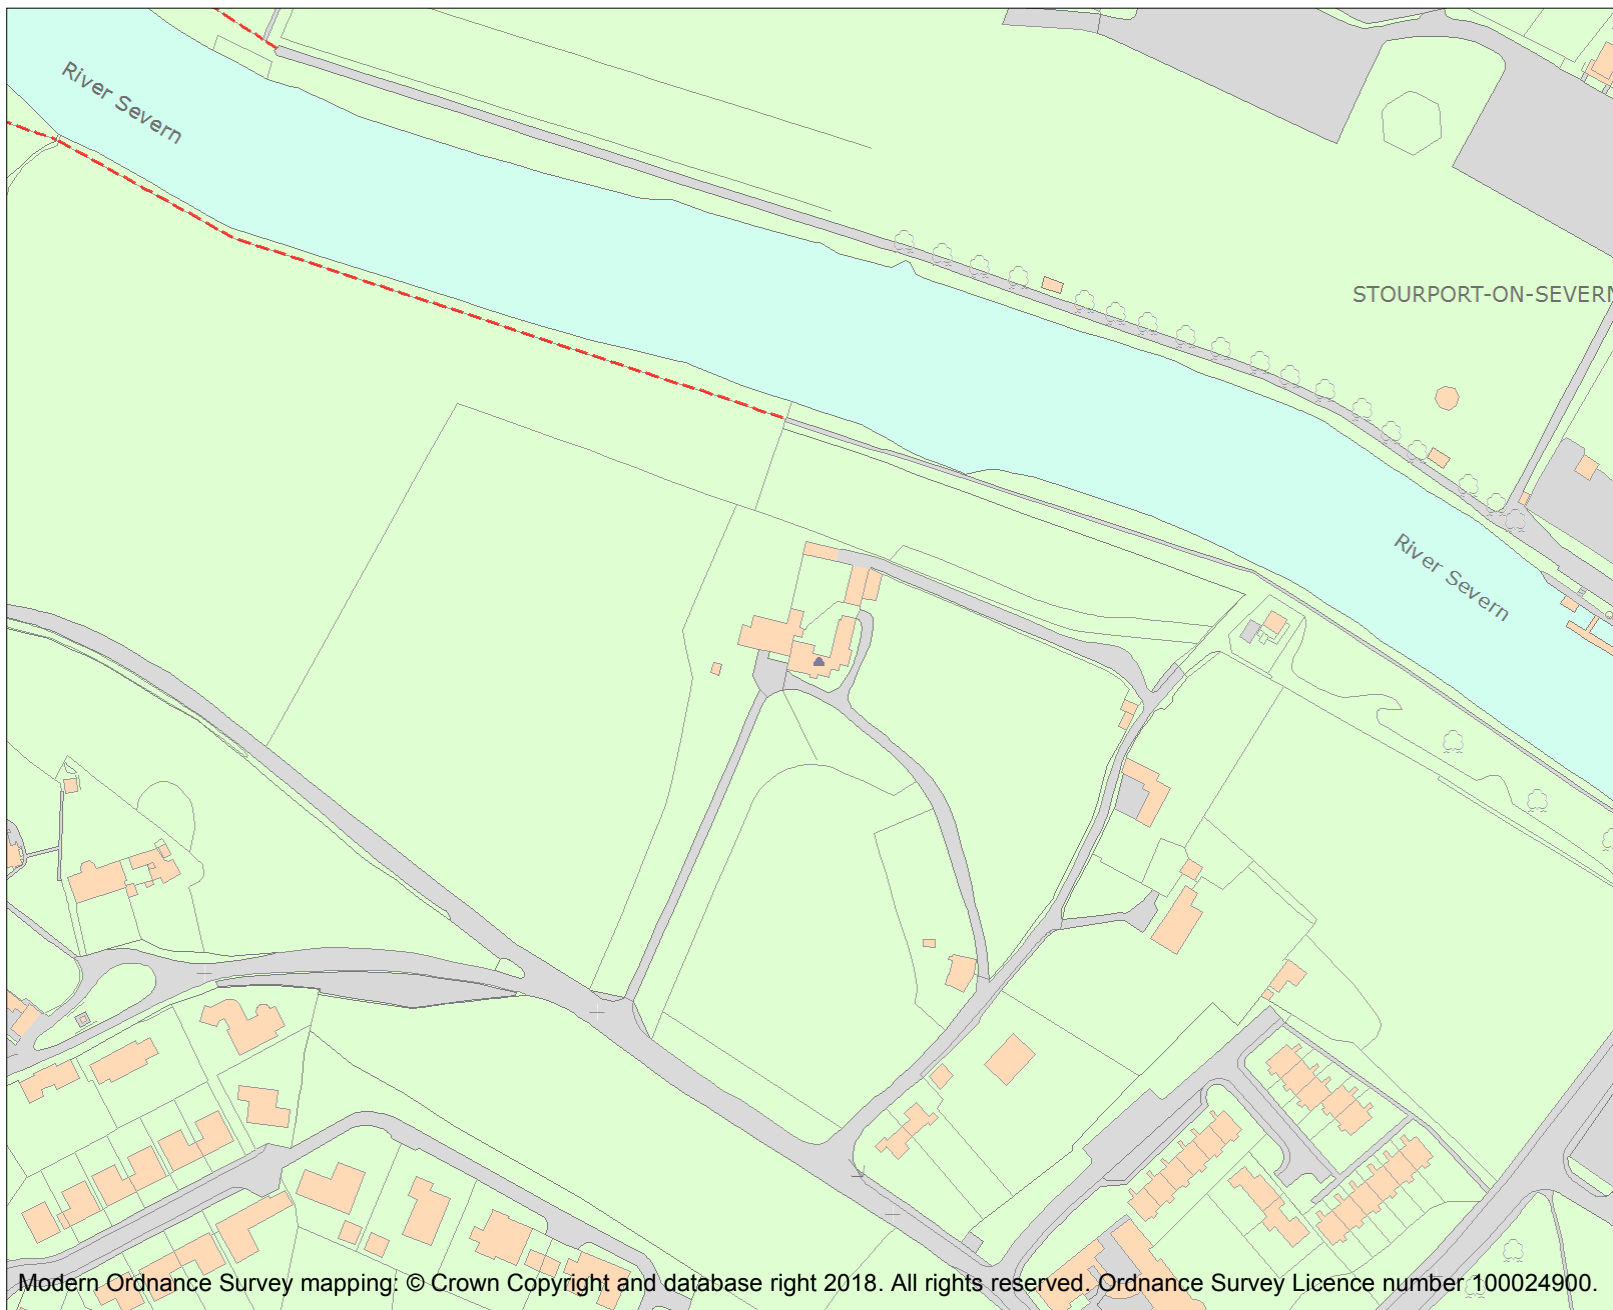 River Severn
STOURPORT-ON-SEVERN
River Severn
Modern Ordnance Survey mapping: © Crown Copyright and database right 2018. All rights reserved. Ordnance Survey Licence number 100024900.